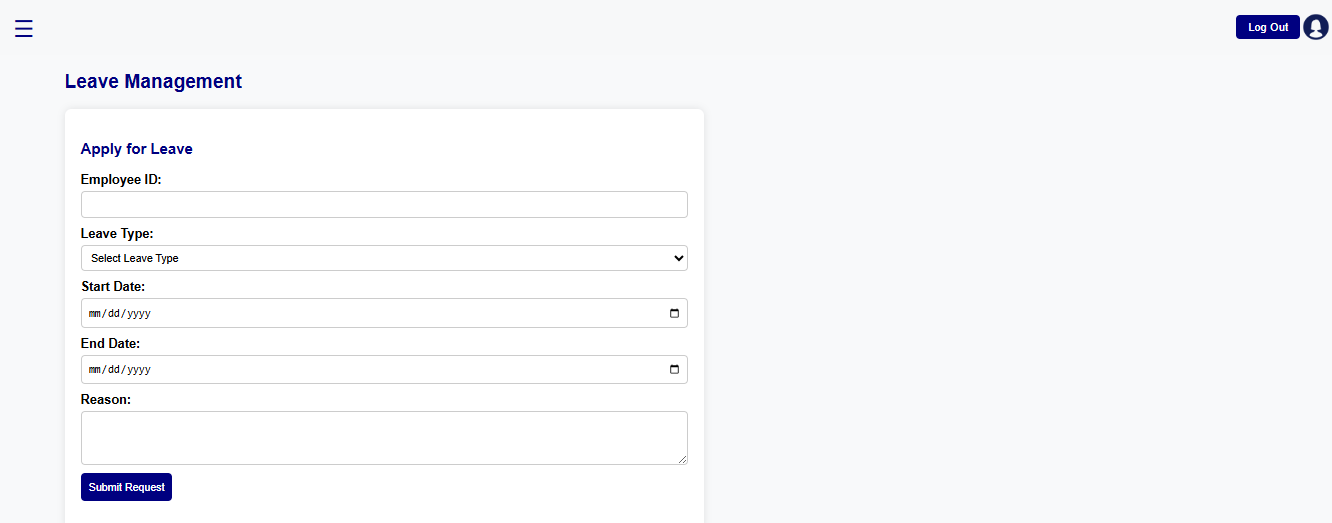 Log Out
Leave Management
Apply for Leave
Employee ID:
Leave Type:
Select Leave Type
Start Date:
mm/dd/yyyy
End Date:
mm/dd/yyyy
Reason:
Submit Request